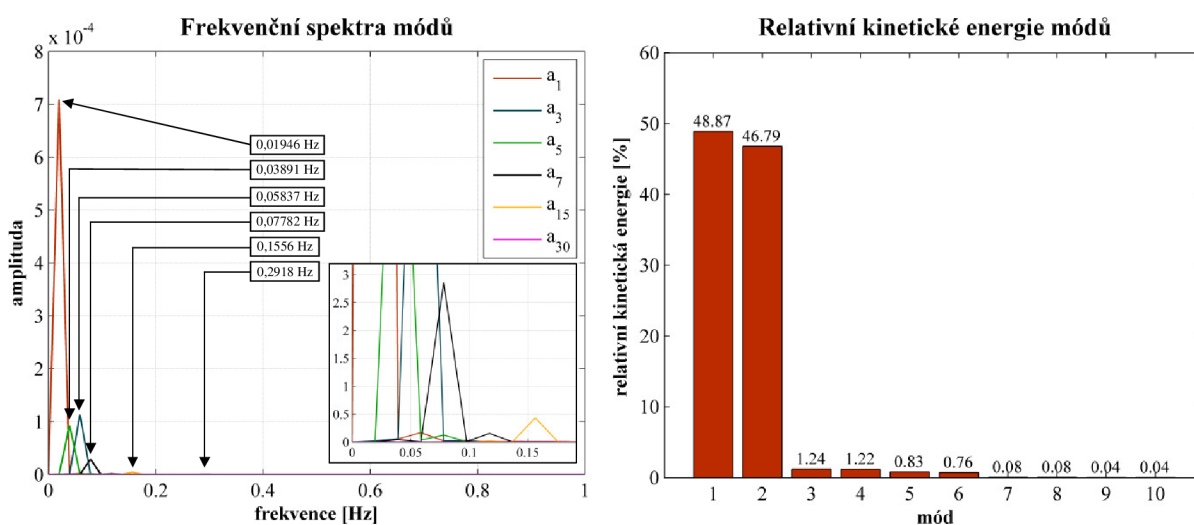 Frekvenční spektra módů
x 10-4
8
7
6
5
4
3
2
1
0
amplituda
0 0.2 0.4 0.6 0.8 1
frekvence [Hz]
a1
a3
a5
a7
a15
a30
0,01946 Hz
0,03891 Hz
0,05837 Hz
0,07782 Hz
0,1556 Hz
0,2918 Hz
3
2.5
2
1.5
1
0.5
0
0 0.05 0.1 0.15
Relativní kinetické energie módů
60
50
40
30
20
10
0
relativní kinetická energie [%]
48.87 46.79 1.24 1.22 0.83 0.76 0.08 0.08 0.04 0.04
1 2 3 4 5 6 7 8 9 10
mód